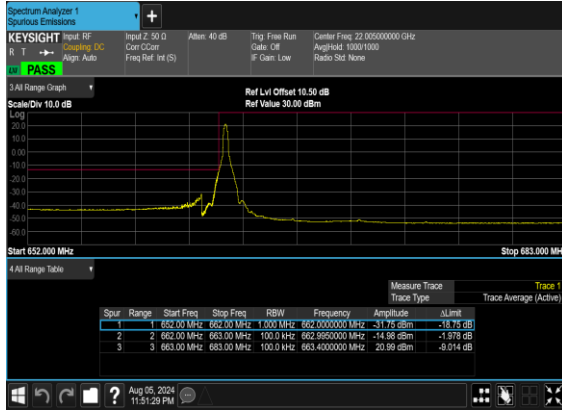 Spectrum Analyzer 1
Spurious Emissions
KEYSIGHT Input: RF Input Z: 50 Ω Atten: 40 dB Trig: Free Run Center Freq: 22.005000000 GHz
R T Coupling: DC Corr CCorr Gate: Off Avg|Hold: 1000/1000
Align: Auto Freq Ref: Int (S) IF Gain: Low Radio Std: None
PASS
3 All Range Graph
Ref Lvl Offset 10.50 dB
Scale/Div 10.0 dB Ref Value 30.00 dBm
Log
20.0
10.0
0.00
-10.0
-20.0
-30.0
-40.0
-50.0
-60.0
Start 652.000 MHz Stop 683.000 MH
4 All Range Table
Measure Trace Trace 1
Trace Type Trace Average (Active)
Spur Range Start Freq Stop Freq RBW Frequency Amplitude ΔLimit
1 1 652.00 MHz 662.00 MHz 1.000 MHz 662.0000000 MHz -31.75 dBm -18.75 dB
2 2 662.00 MHz 663.00 MHz 100.0 kHz 662.9950000 MHz -14.98 dBm -1.978 dB
3 3 663.00 MHz 683.00 MHz 100.0 kHz 663.4000000 MHz 20.99 dBm -9.014 dB
?
Aug 05, 2024
11:51:29 PM